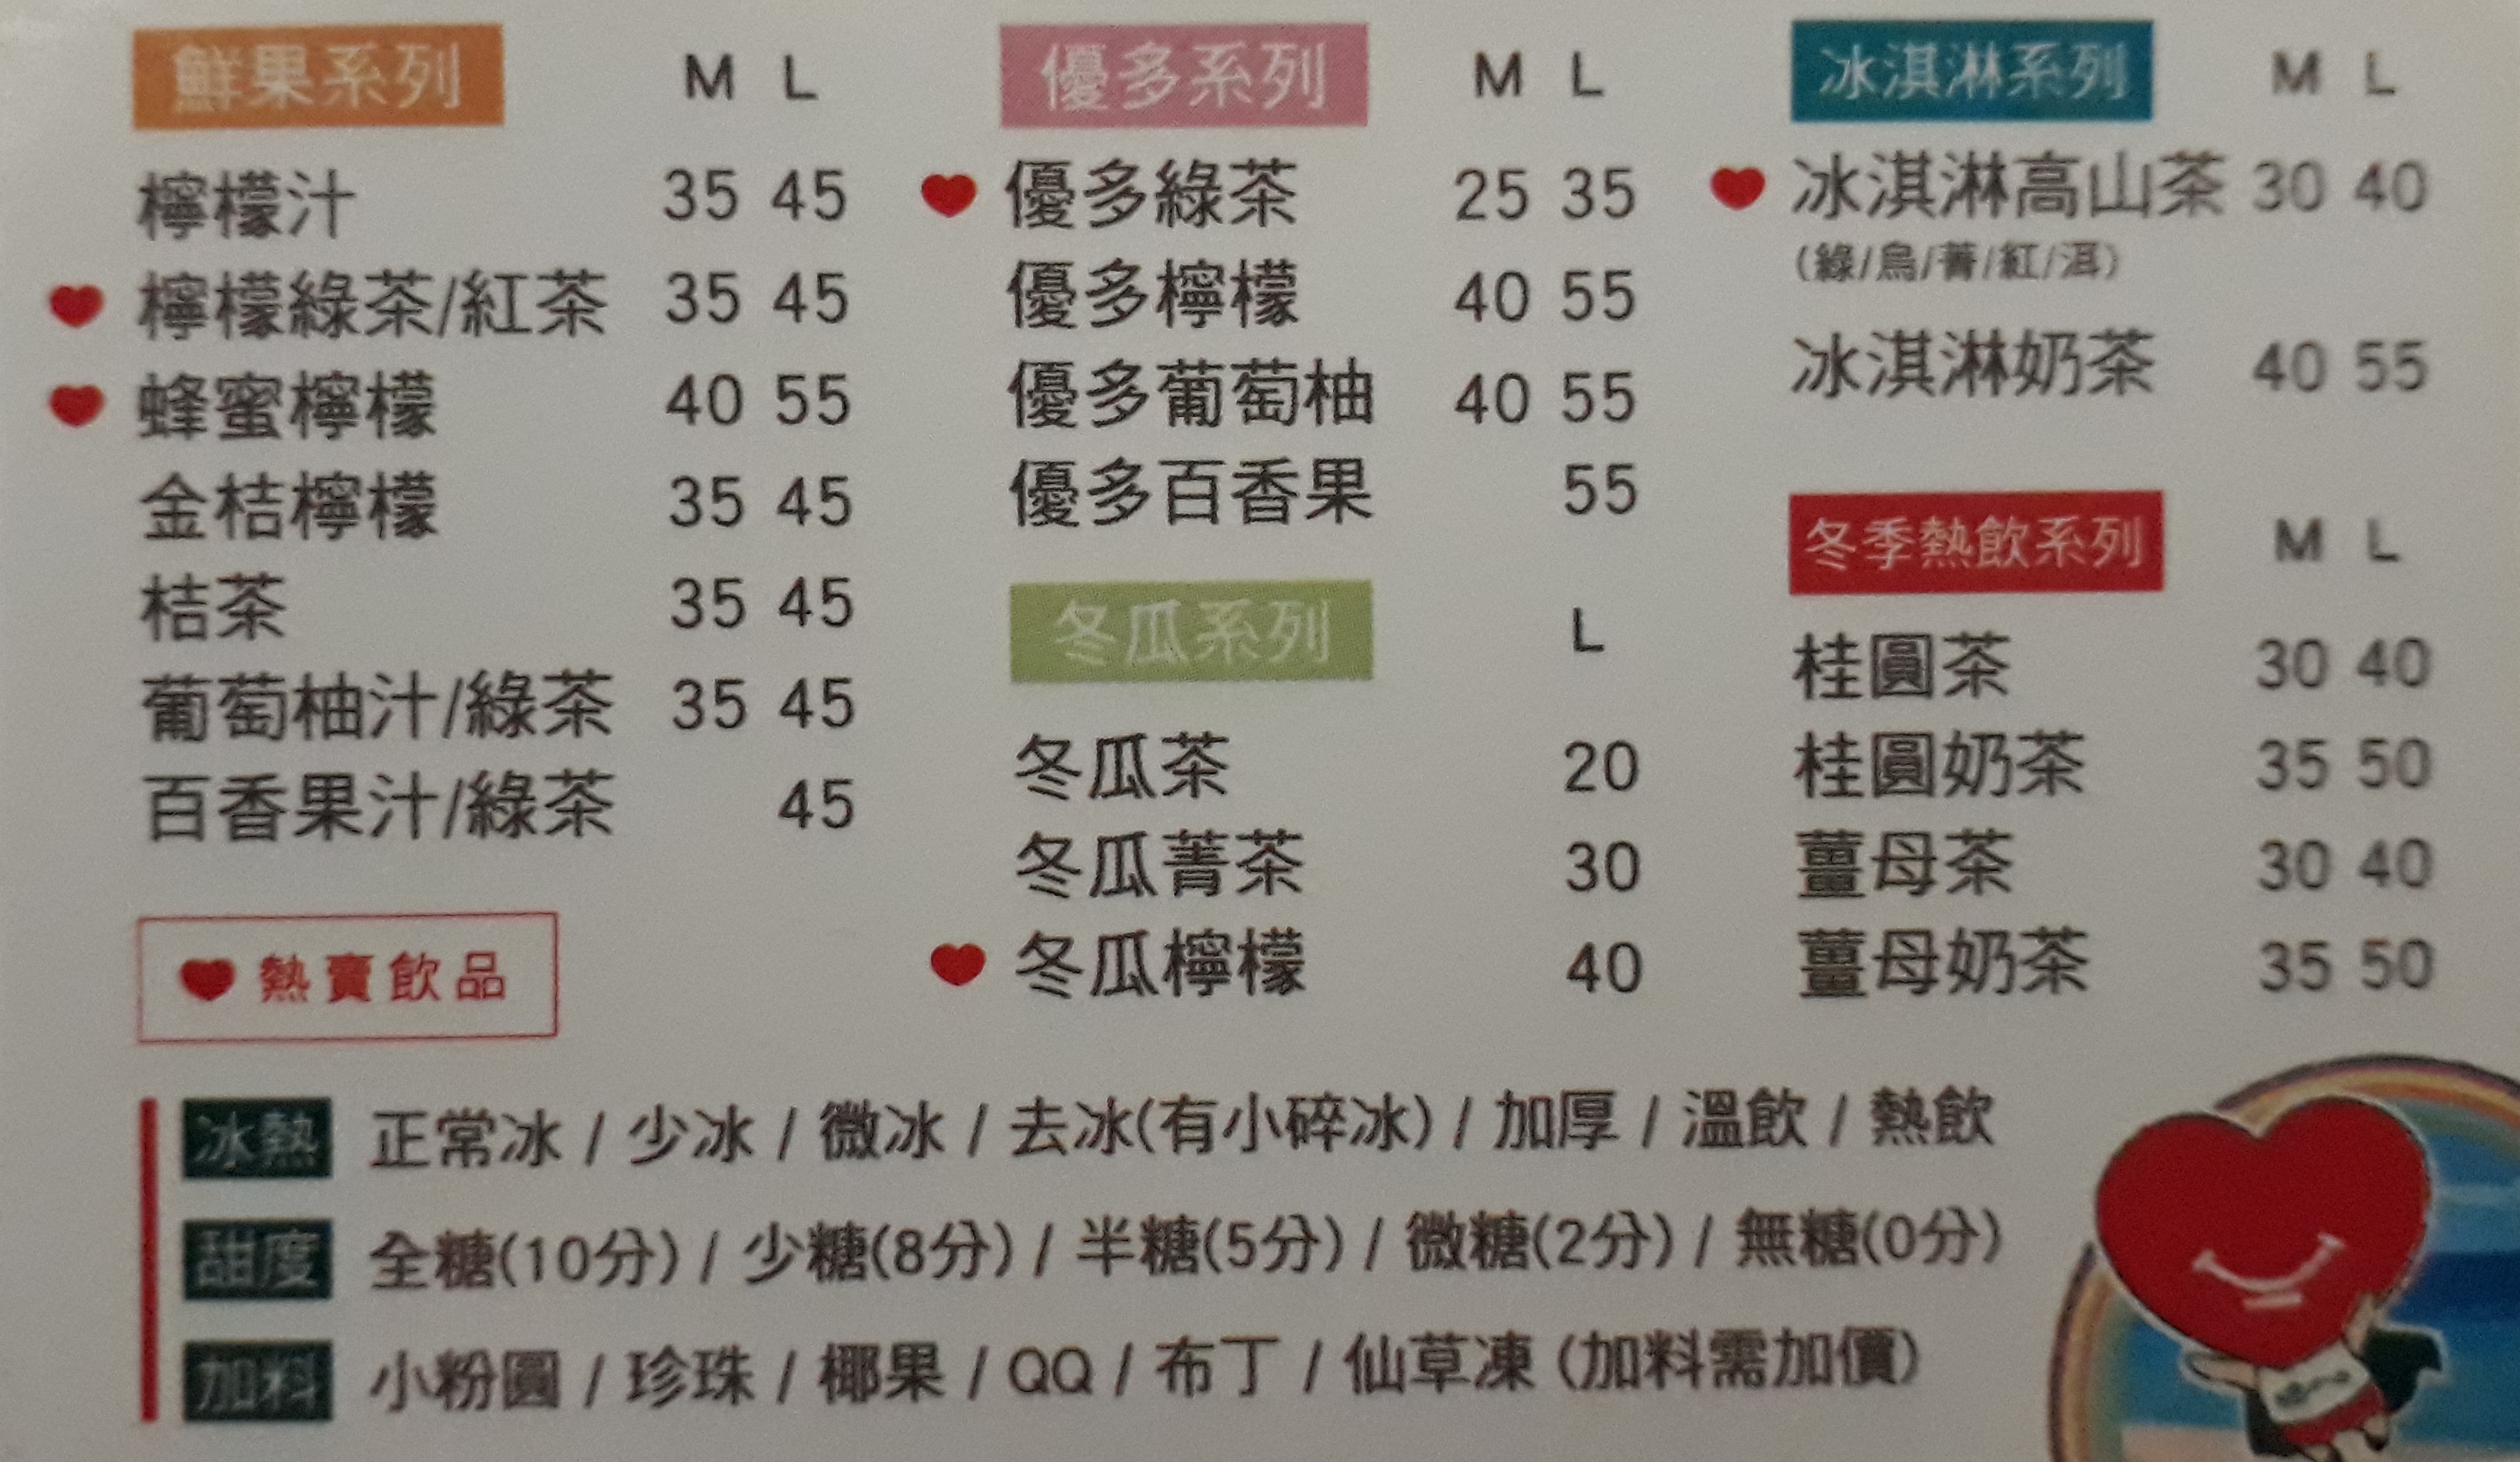 鮮果系列 M L
檸檬汁 35 45
檸檬綠茶/紅茶 35 45
蜂蜜檸檬 40 55
金桔檸檬 35 45
桔茶 35 45
葡萄柚汁/綠茶 35 45
百香果汁/綠茶 45
熱賣飲品
優多系列 M L
優多綠茶 25 35
優多檸檬 40 55
優多葡萄柚 40 55
優多百香果 55
冬瓜系列 L
冬瓜茶 20
冬瓜菁茶 30
冬瓜檸檬 40
冰淇淋系列 M L
冰淇淋高山茶 30 40
(綠/烏/菁/紅/洱)
冰淇淋奶茶 40 55
冬季熱飲系列 M L
桂圓茶 30 40
桂圓奶茶 35 50
薑母茶 30 40
薑母奶茶 35 50
冰熱 正常冰 / 少冰 / 微冰 / 去冰(有小碎冰) / 加厚 / 溫飲 / 熱飲
甜度 全糖(10分) / 少糖(8分) / 半糖(5分) / 微糖(2分) / 無糖(0分)
加料 小粉圓 / 珍珠 / 椰果 / QQ / 布丁 / 仙草凍 (加料需加價)